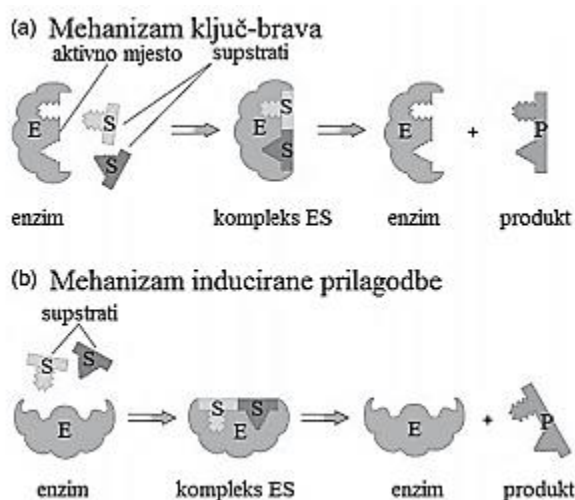 (a) Mehanizam ključ-brava
aktivno mjesto supstrati
E S S E S S E + P
enzim kompleks ES enzim produkt
(b) Mehanizam inducirane prilagodbe
supstrati
S S
E S S E E + P
enzim kompleks ES enzim produkt